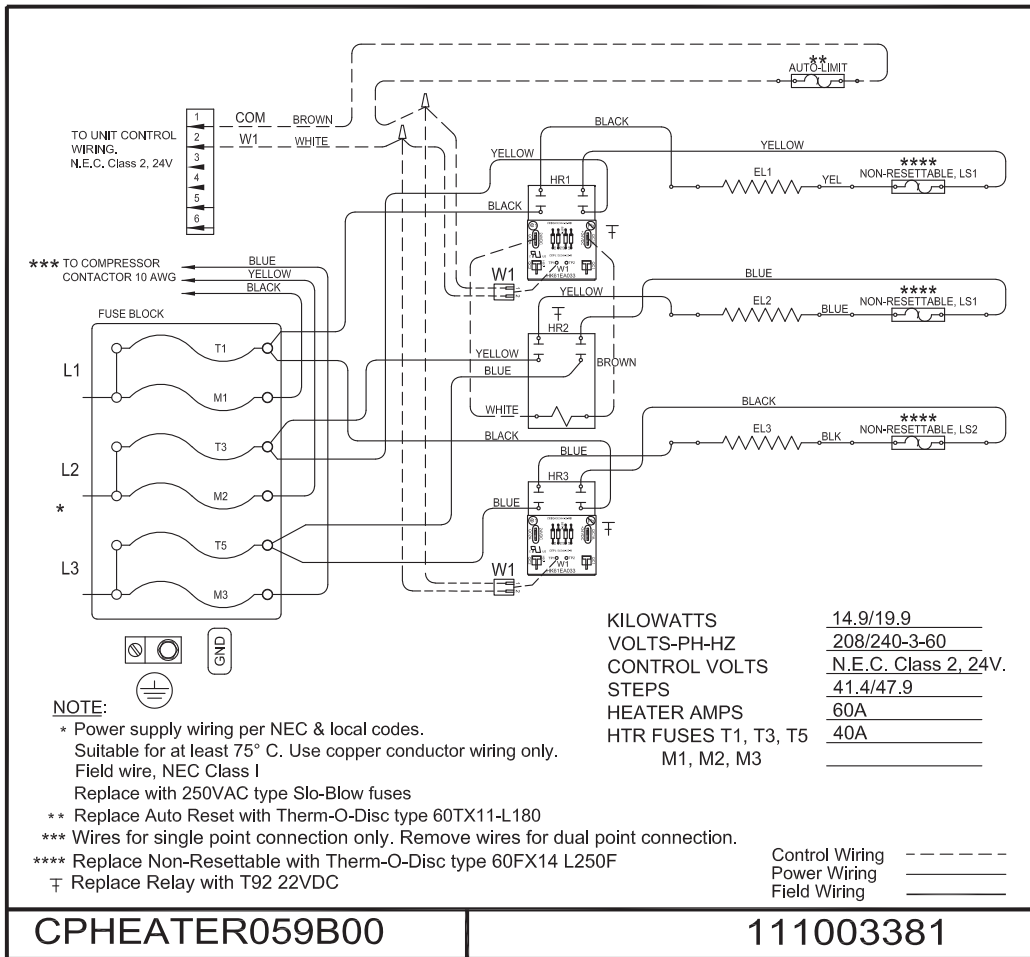 **
AUTO-LIMIT
1
2
3
4
5
6
COM BROWN
W1 WHITE
TO UNIT CONTROL
WIRING.
N.E.C. Class 2, 24V
BLACK
YELLOW
YELLOW
HR1
EL1
YEL
****
NON-RESETTABLE, LS1
BLACK
W1
HK61EA033
W1
*** TO COMPRESSOR
CONTACTOR 10 AWG
BLUE
YELLOW
BLACK
BLUE
YELLOW
HR2
EL2
BLUE
****
NON-RESETTABLE, LS1
FUSE BLOCK
L1
T1
M1
YELLOW
BLUE
BROWN
WHITE
L2
T3
M2
*
BLACK
BLACK
BLUE
HR3
EL3
BLK
****
NON-RESETTABLE, LS2
BLUE
L3
T5
M3
W1
HK61EA033
W1
GND
KILOWATTS 14.9/19.9
VOLTS-PH-HZ 208/240-3-60
CONTROL VOLTS N.E.C. Class 2, 24V.
STEPS 41.4/47.9
HEATER AMPS 60A
HTR FUSES T1, T3, T5 40A
M1, M2, M3
NOTE:
* Power supply wiring per NEC & local codes.
Suitable for at least 75° C. Use copper conductor wiring only.
Field wire, NEC Class I
Replace with 250VAC type Slo-Blow fuses
** Replace Auto Reset with Therm-O-Disc type 60TX11-L180
*** Wires for single point connection only. Remove wires for dual point connection.
**** Replace Non-Resettable with Therm-O-Disc type 60FX14 L250F
Replace Relay with T92 22VDC
Control Wiring
Power Wiring
Field Wiring
CPHEATER059B00
111003381